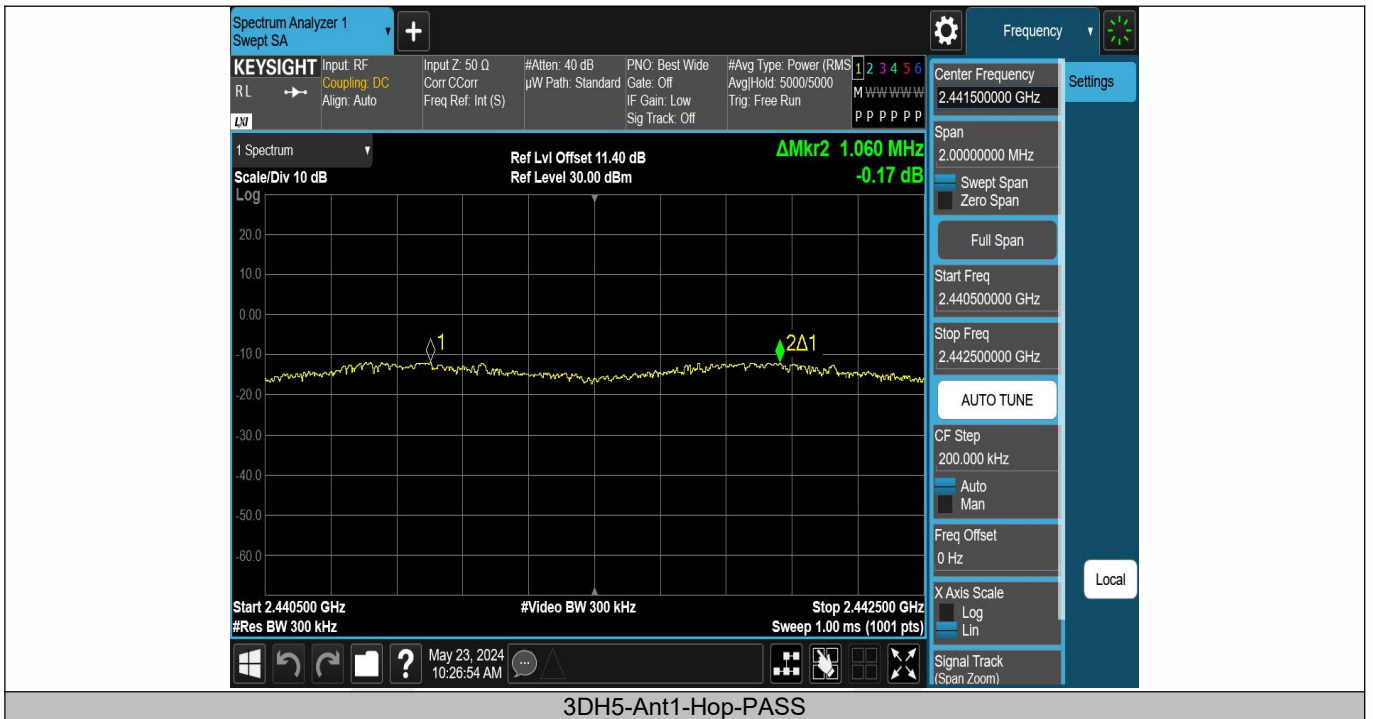 Spectrum Analyzer 1
Swept SA
+
Frequency
KEYSIGHT
RL
LXI
Input: RF
Coupling: DC
Align: Auto
Input Z: 50 Ω
Corr CCorr
Freq Ref: Int (S)
#Atten: 40 dB
µW Path: Standard
PNO: Best Wide
Gate: Off
IF Gain: Low
Sig Track: Off
#Avg Type: Power (RMS
Avg|Hold: 5000/5000
Trig: Free Run
1 2 3 4 5 6
M W W W W W
P P P P P P
1 Spectrum
Scale/Div 10 dB
Log
Ref Lvl Offset 11.40 dB
Ref Level 30.00 dBm
ΔMkr2 1.060 MHz
-0.17 dB
20.0
10.0
0.00
-10.0
-20.0
-30.0
-40.0
-50.0
-60.0
1
2Δ1
Start 2.440500 GHz
#Res BW 300 kHz
#Video BW 300 kHz
Stop 2.442500 GHz
Sweep 1.00 ms (1001 pts)
Center Frequency
2.441500000 GHz
Settings
Span
2.00000000 MHz
Swept Span
Zero Span
Full Span
Start Freq
2.440500000 GHz
Stop Freq
2.442500000 GHz
AUTO TUNE
CF Step
200.000 kHz
Auto
Man
Freq Offset
0 Hz
X Axis Scale
Log
Lin
Local
Signal Track
(Span Zoom)
?
May 23, 2024
10:26:54 AM
3DH5-Ant1-Hop-PASS